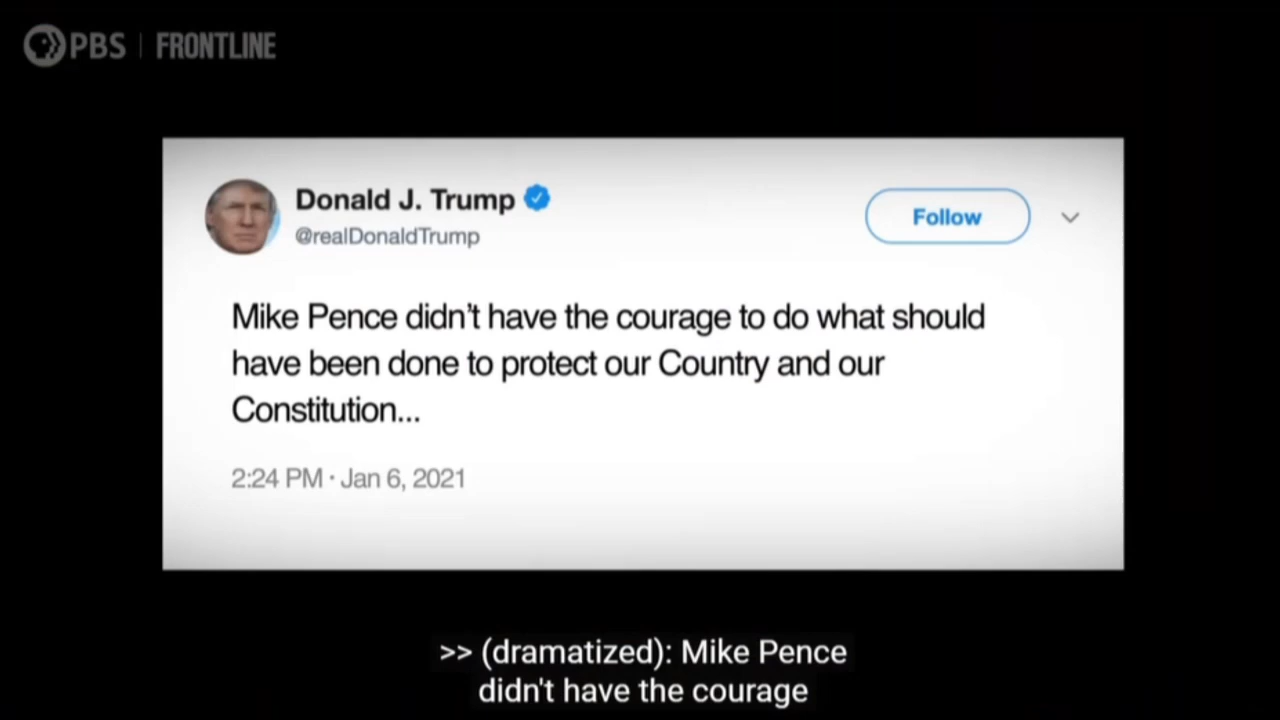 PBS | FRONTLINE
Donald J. Trump
@realDonaldTrump
Follow
Mike Pence didn’t have the courage to do what should
have been done to protect our Country and our
Constitution...
2:24 PM · Jan 6, 2021
>> (dramatized): Mike Pence
didn't have the courage